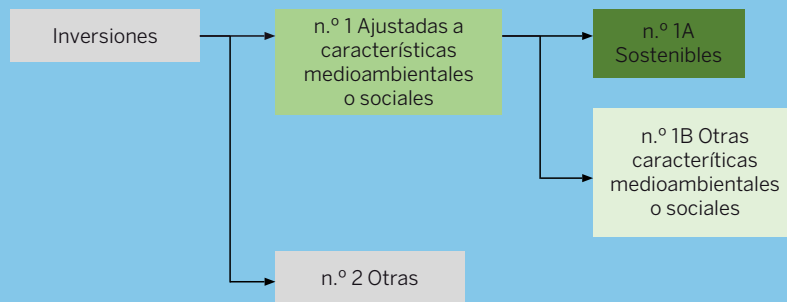 Inversiones
n.º 1 Ajustadas a
características
medioambientales
o sociales
n.º 1A
Sostenibles
n.º 1B Otras
caracteríticas
medioambientales
o sociales
n.º 2 Otras